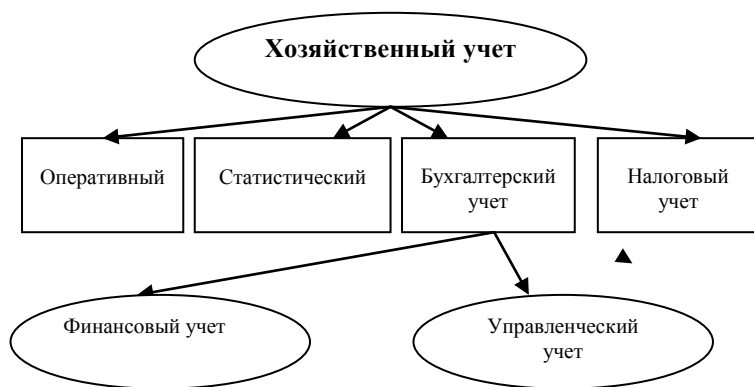 Хозяйственный учет
Оперативный
Статистический
Бухгалтерский
учет
Налоговый
учет
Финансовый учет
Управленческий
учет